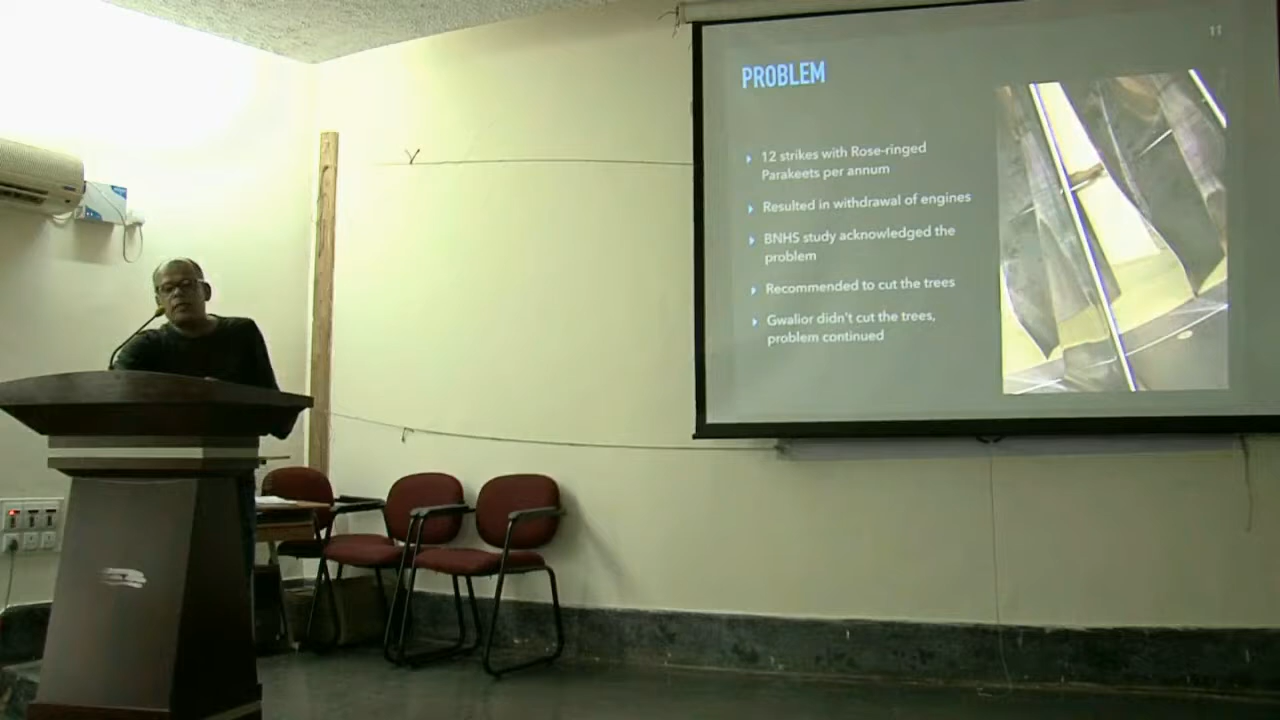 11
PROBLEM
12 strikes with Rose-ringed
Parakeets per annum
Resulted in withdrawal of engines
BNHS study acknowledged the
problem
Recommended to cut the trees
Gwalior didn't cut the trees,
problem continued